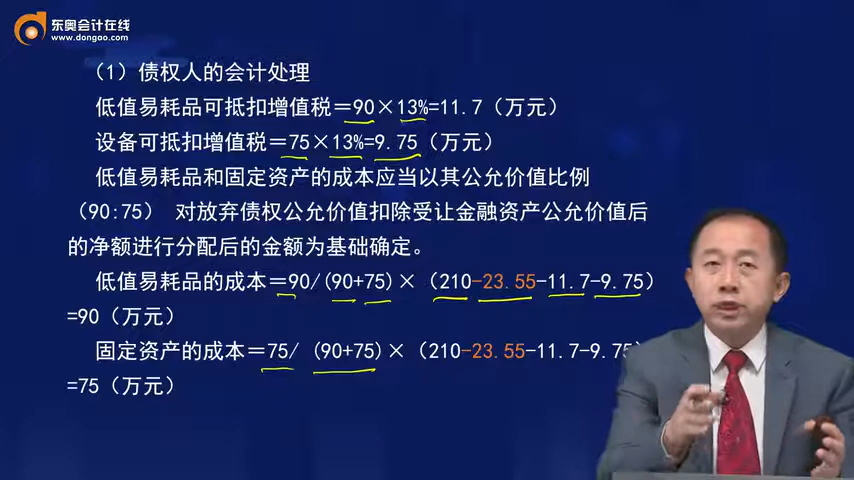 东奥会计在线
www.dongao.com
（1）债权人的会计处理
低值易耗品可抵扣增值税＝90×13%=11.7（万元）
设备可抵扣增值税＝75×13%=9.75（万元）
低值易耗品和固定资产的成本应当以其公允价值比例
（90:75） 对放弃债权公允价值扣除受让金融资产公允价值后
的净额进行分配后的金额为基础确定。
低值易耗品的成本＝90/(90+75)×（210-23.55-11.7-9.75）
=90（万元）
固定资产的成本＝75/ (90+75)×（210-23.55-11.7-9.75）
=75（万元）